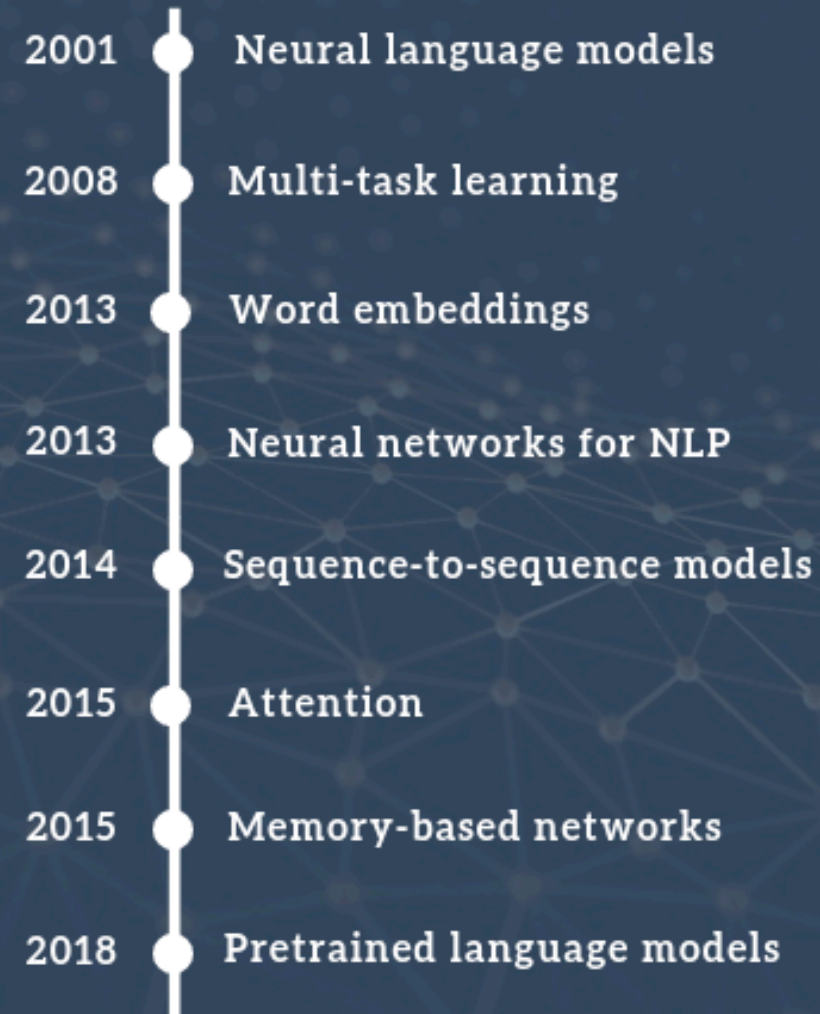 2001 Neural language models
2008 Multi-task learning
2013 Word embeddings
2013 Neural networks for NLP
2014 Sequence-to-sequence models
2015 Attention
2015 Memory-based networks
2018 Pretrained language models